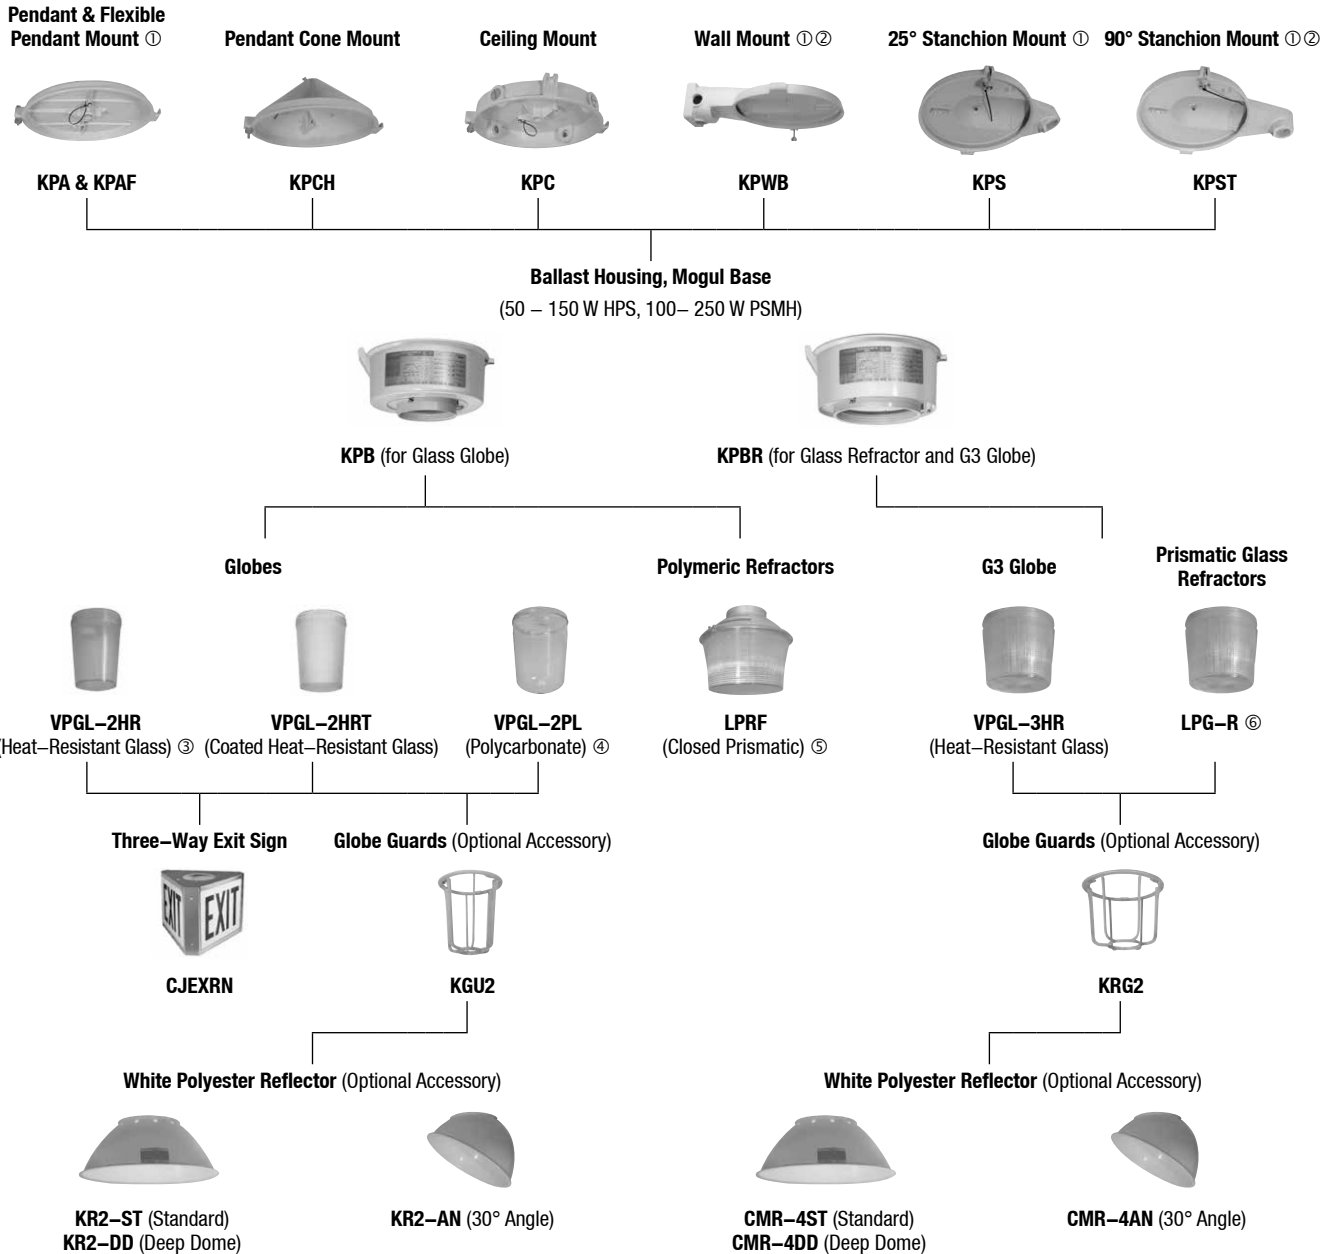 Pendant & Flexible
Pendant Mount ①
Pendant Cone Mount
Ceiling Mount
Wall Mount ①②
25° Stanchion Mount ①
90° Stanchion Mount ①②
KPA & KPAF
KPCH
KPC
KPWB
KPS
KPST
Ballast Housing, Mogul Base
(50 – 150 W HPS, 100– 250 W PSMH)
KPB (for Glass Globe)
KPBR (for Glass Refractor and G3 Globe)
Globes
Polymeric Refractors
G3 Globe
Prismatic Glass
Refractors
VPGL–2HR
(Heat–Resistant Glass) ③
VPGL–2HRT
(Coated Heat–Resistant Glass)
VPGL–2PL
(Polycarbonate) ④
LPRF
(Closed Prismatic) ⑤
VPGL–3HR
(Heat–Resistant Glass)
LPG–R ⑥
Three–Way Exit Sign
Globe Guards (Optional Accessory)
Globe Guards (Optional Accessory)
EXIT
EXIT
CJEXRN
KGU2
KRG2
White Polyester Reflector (Optional Accessory)
White Polyester Reflector (Optional Accessory)
KR2–ST (Standard)
KR2–DD (Deep Dome)
KR2–AN (30° Angle)
CMR–4ST (Standard)
CMR–4DD (Deep Dome)
CMR–4AN (30° Angle)